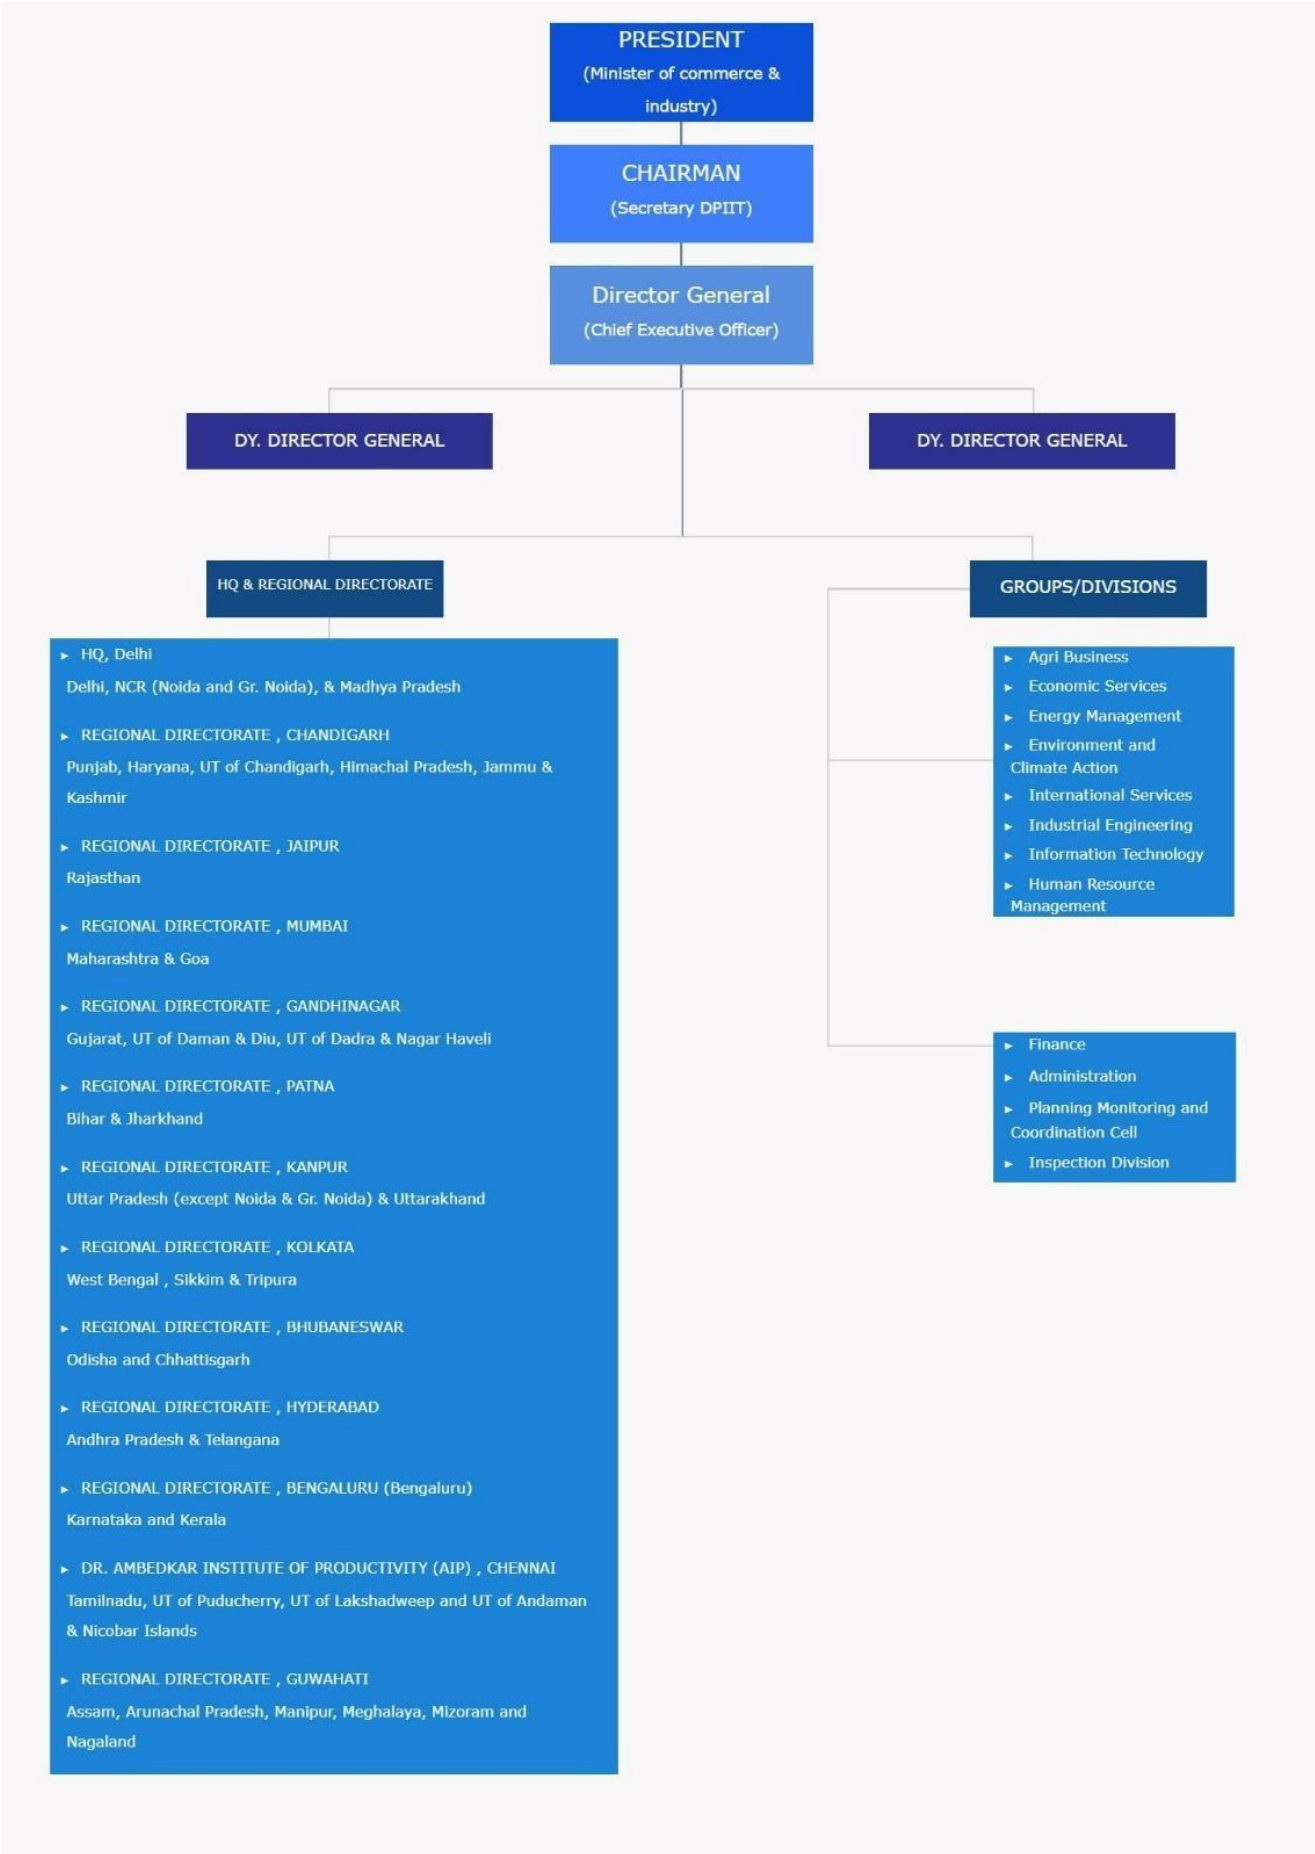 PRESIDENT
(Minister of commerce &
industry)
CHAIRMAN
(Secretary DPIIT)
Director General
(Chief Executive Officer)
DY. DIRECTOR GENERAL
DY. DIRECTOR GENERAL
HQ & REGIONAL DIRECTORATE
► HQ, Delhi
Delhi, NCR (Noida and Gr. Noida), & Madhya Pradesh
► REGIONAL DIRECTORATE , CHANDIGARH
Punjab, Haryana, UT of Chandigarh, Himachal Pradesh, Jammu &
Kashmir
► REGIONAL DIRECTORATE , JAIPUR
Rajasthan
► REGIONAL DIRECTORATE , MUMBAI
Maharashtra & Goa
► REGIONAL DIRECTORATE , GANDHINAGAR
Gujarat, UT of Daman & Diu, UT of Dadra & Nagar Haveli
► REGIONAL DIRECTORATE , PATNA
Bihar & Jharkhand
► REGIONAL DIRECTORATE , KANPUR
Uttar Pradesh (except Noida & Gr. Noida) & Uttarakhand
► REGIONAL DIRECTORATE , KOLKATA
West Bengal , Sikkim & Tripura
► REGIONAL DIRECTORATE , BHUBANESWAR
Odisha and Chhattisgarh
► REGIONAL DIRECTORATE , HYDERABAD
Andhra Pradesh & Telangana
► REGIONAL DIRECTORATE , BENGALURU (Bengaluru)
Karnataka and Kerala
► DR. AMBEDKAR INSTITUTE OF PRODUCTIVITY (AIP) , CHENNAI
Tamilnadu, UT of Puducherry, UT of Lakshadweep and UT of Andaman
& Nicobar Islands
► REGIONAL DIRECTORATE , GUWAHATI
Assam, Arunachal Pradesh, Manipur, Meghalaya, Mizoram and
Nagaland
GROUPS/DIVISIONS
► Agri Business
► Economic Services
► Energy Management
► Environment and
Climate Action
► International Services
► Industrial Engineering
► Information Technology
► Human Resource
Management
► Finance
► Administration
► Planning Monitoring and
Coordination Cell
► Inspection Division